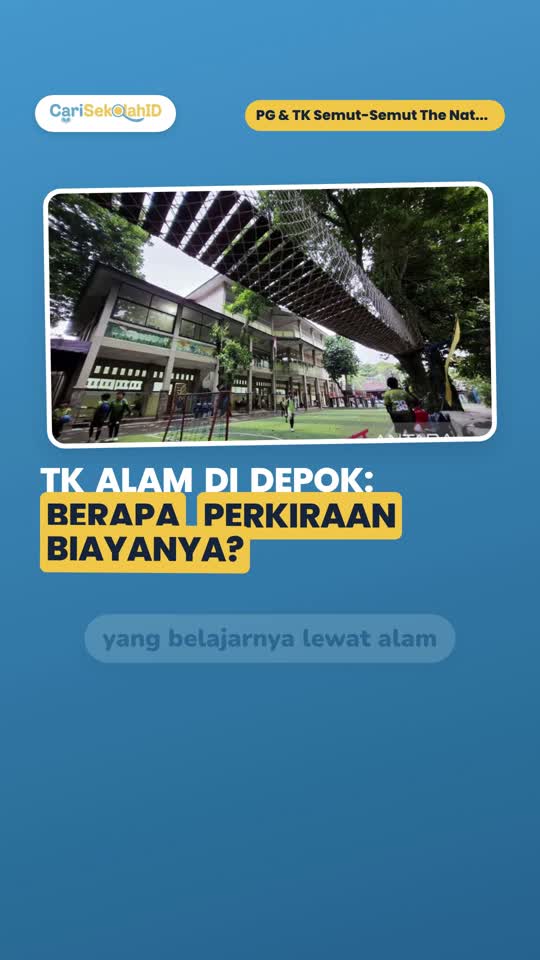 CariSekolahID
PG & TK Semut-Semut The Nat...
TK ALAM DI DEPOK:
BERAPA PERKIRAAN
BIAYANYA?
yang belajarnya lewat alam